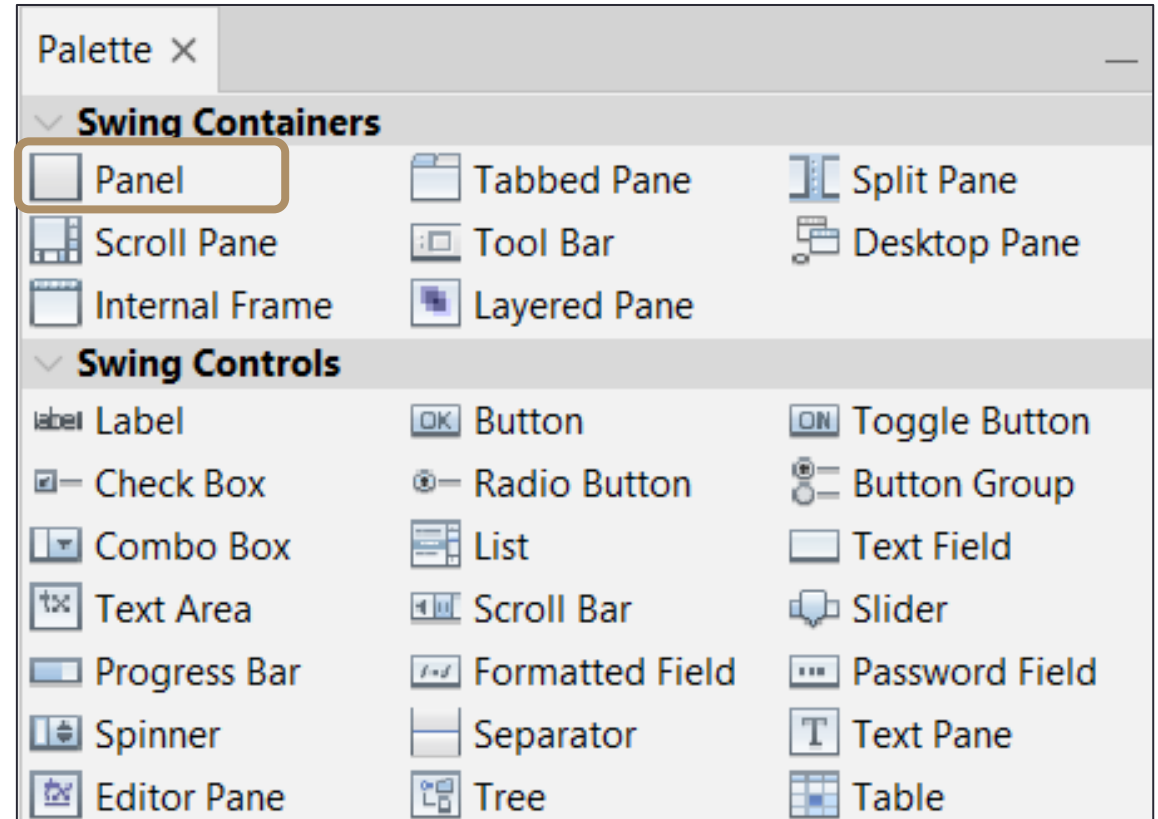 Palette ×
Swing Containers
Panel Tabbed Pane Split Pane
Scroll Pane Tool Bar Desktop Pane
Internal Frame Layered Pane
Swing Controls
label Label OK Button ON Toggle Button
Check Box Radio Button Button Group
Combo Box List Text Field
tx Text Area Scroll Bar Slider
Progress Bar Formatted Field Password Field
Spinner Separator T Text Pane
tx Editor Pane Tree Table